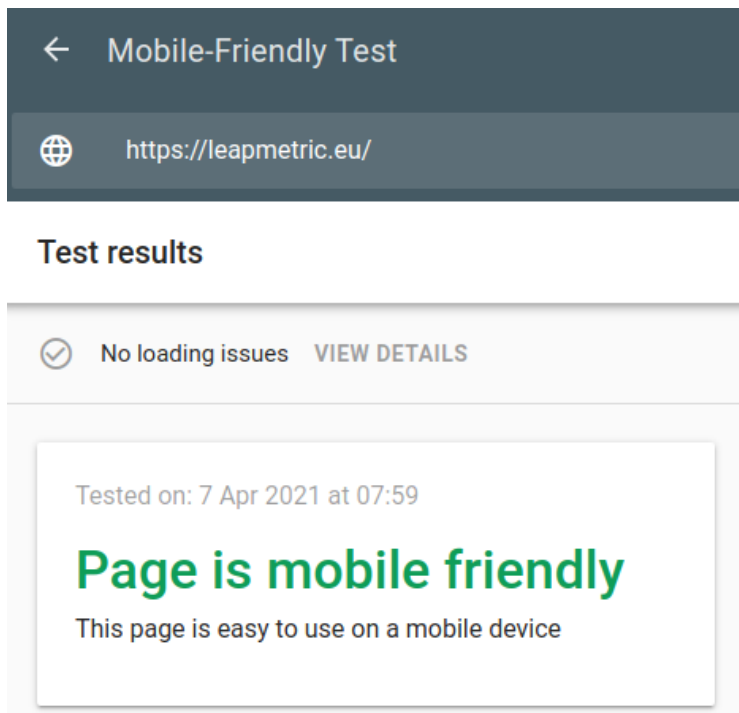 Mobile-Friendly Test
https://leapmetric.eu/
Test results
No loading issues VIEW DETAILS
Tested on: 7 Apr 2021 at 07:59
Page is mobile friendly
This page is easy to use on a mobile device